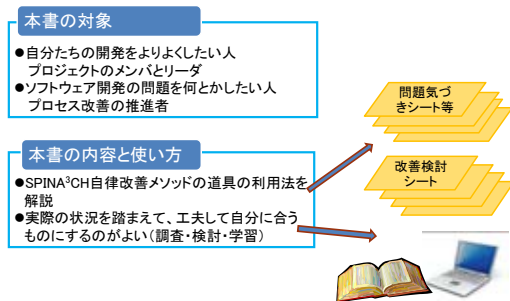 本書の対象
●自分たちの開発をよりよくしたい人
プロジェクトのメンバとリーダ
●ソフトウェア開発の問題を何とかしたい人
プロセス改善の推進者
問題気づ
きシート等
本書の内容と使い方
●SPINA³CH自律改善メソッドの道具の利用法を
解説
●実際の状況を踏まえて、工夫して自分に合う
ものにするのがよい(調査・検討・学習)
改善検討
シート